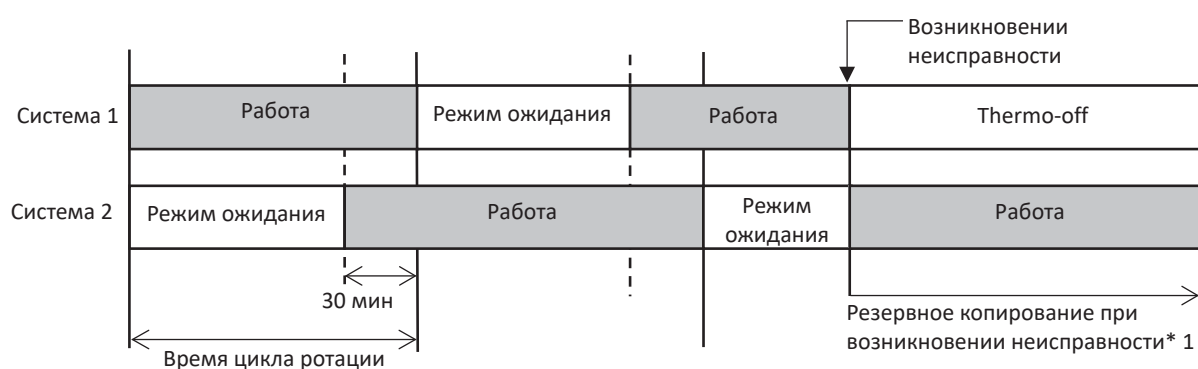 Возникновении
неисправности
Система 1
Работа
Режим ожидания
Работа
Thermo-off
Система 2
Режим ожидания
Работа
Режим
ожидания
Работа
30 мин
Время цикла ротации
Резервное копирование при
возникновении неисправности* 1